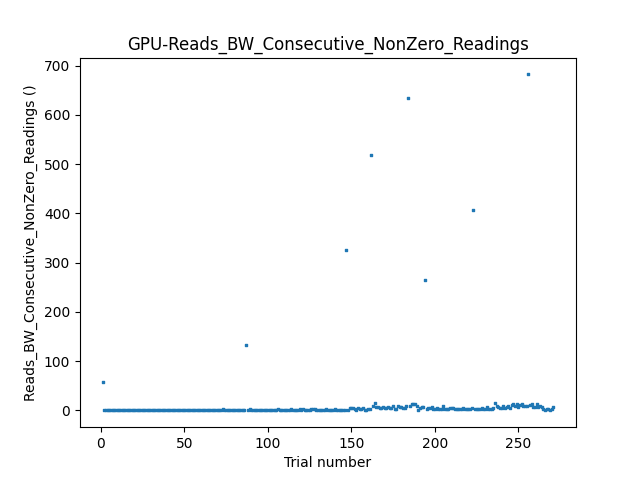 GPU-Reads_BW_Consecutive_NonZero_Readings
Reads_BW_Consecutive_NonZero_Readings ()
700
600
500
400
300
200
100
0
0 50 100 150 200 250
Trial number